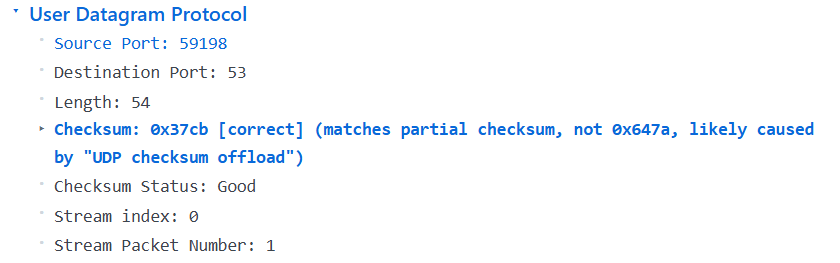 User Datagram Protocol
Source Port: 59198
Destination Port: 53
Length: 54
Checksum: 0x37cb [correct] (matches partial checksum, not 0x647a, likely caused
by "UDP checksum offload")
Checksum Status: Good
Stream index: 0
Stream Packet Number: 1